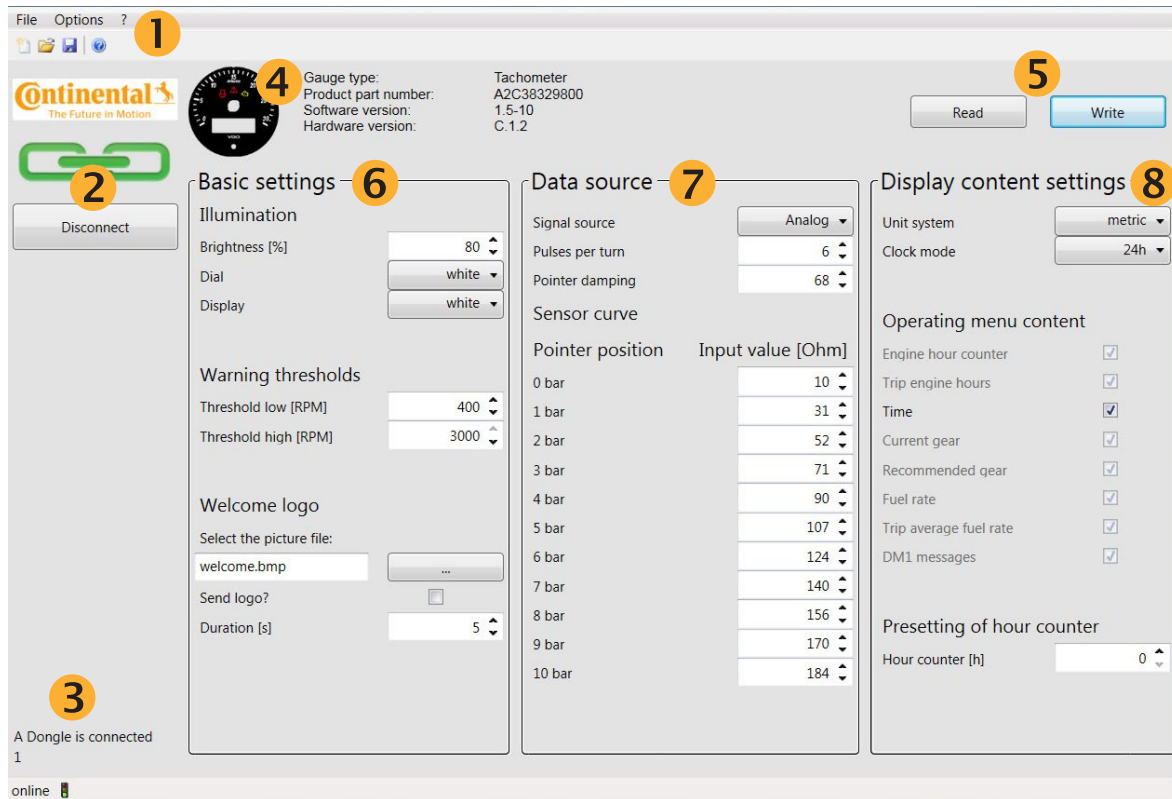 File Options ?
1
Continental
The Future in Motion
4
Gauge type: Tachometer
Product part number: A2C38329800
Software version: 1.5-10
Hardware version: C.1.2
5
Read Write
2
Disconnect
3
A Dongle is connected
1
online
Basic settings 6
Illumination
Brightness [%] 80
Dial white
Display white
Warning thresholds
Threshold low [RPM] 400
Threshold high [RPM] 3000
Welcome logo
Select the picture file:
welcome.bmp ...
Send logo?
Duration [s] 5
Data source 7
Signal source Analog
Pulses per turn 6
Pointer damping 68
Sensor curve
Pointer position Input value [Ohm]
0 bar 10
1 bar 31
2 bar 52
3 bar 71
4 bar 90
5 bar 107
6 bar 124
7 bar 140
8 bar 156
9 bar 170
10 bar 184
Display content settings 8
Unit system metric
Clock mode 24h
Operating menu content
Engine hour counter
Trip engine hours
Time
Current gear
Recommended gear
Fuel rate
Trip average fuel rate
DM1 messages
Presetting of hour counter
Hour counter [h] 0